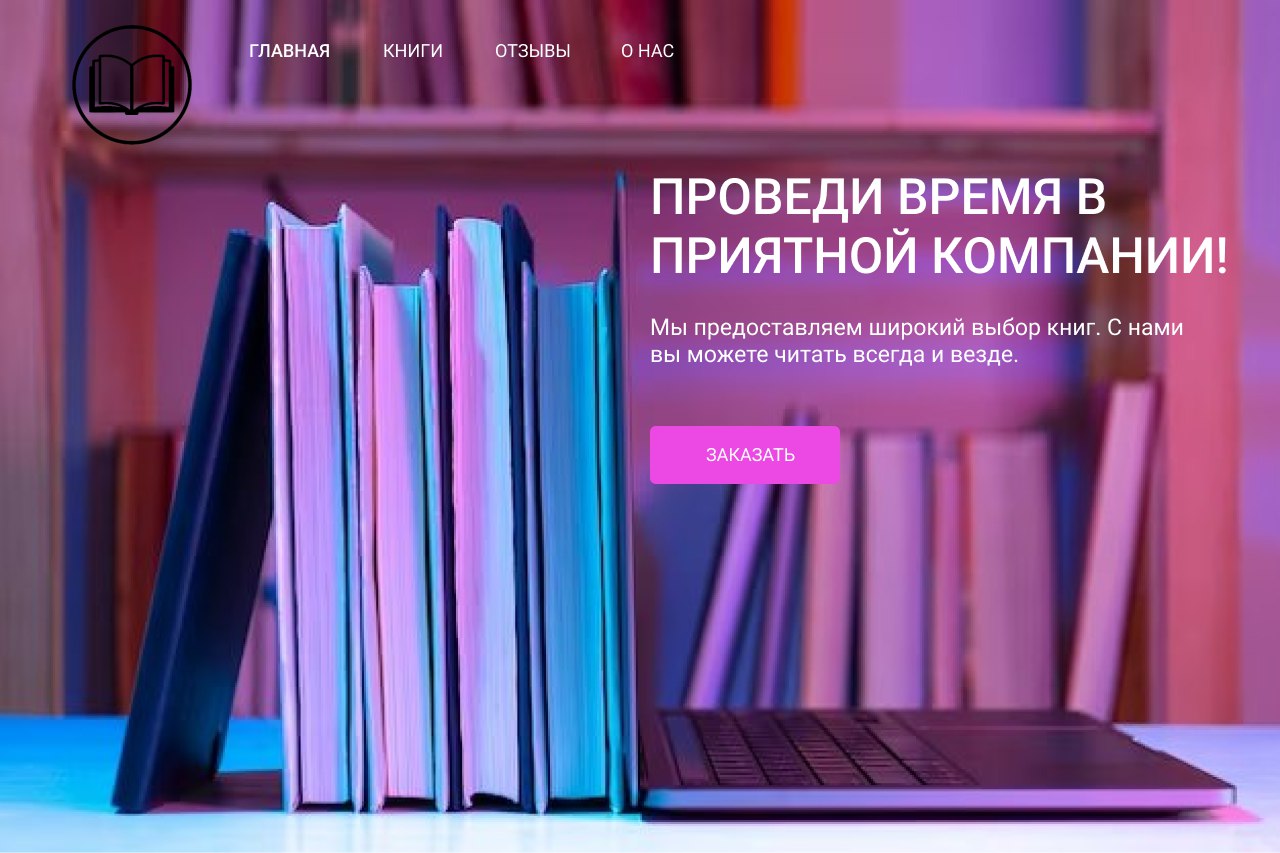 ГЛАВНАЯ КНИГИ ОТЗЫВЫ О НАС
ПРОВЕДИ ВРЕМЯ В
ПРИЯТНОЙ КОМПАНИИ!
Мы предоставляем широкий выбор книг. С нами
вы можете читать всегда и везде.
ЗАКАЗАТЬ